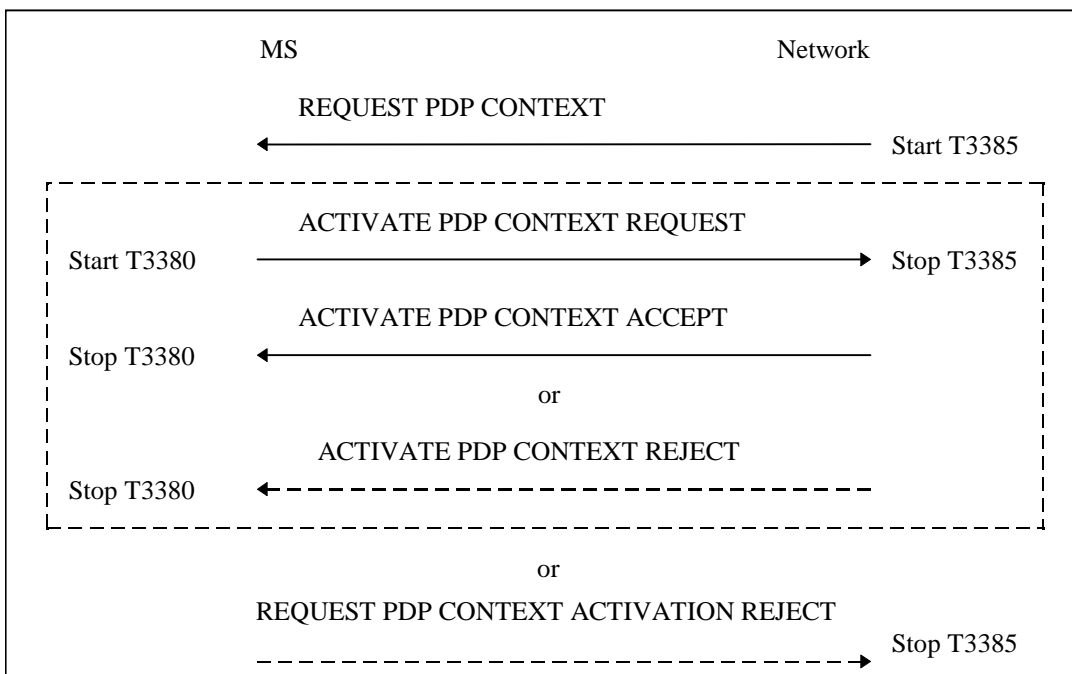 MS Network
REQUEST PDP CONTEXT
Start T3385
ACTIVATE PDP CONTEXT REQUEST
Start T3380 Stop T3385
ACTIVATE PDP CONTEXT ACCEPT
Stop T3380
or
ACTIVATE PDP CONTEXT REJECT
Stop T3380
or
REQUEST PDP CONTEXT ACTIVATION REJECT
Stop T3385